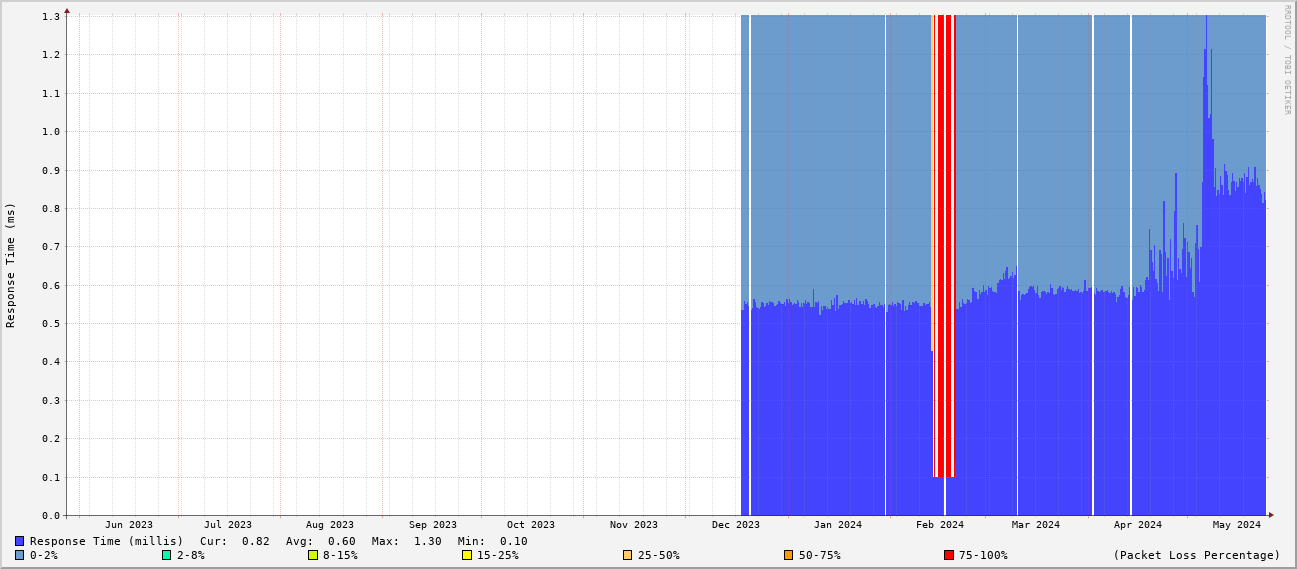 RRDTOOL / TOBI OETIKER
Response Time (ms)
1.3
1.2
1.1
1.0
0.9
0.8
0.7
0.6
0.5
0.4
0.3
0.2
0.1
0.0
Jun 2023 Jul 2023 Aug 2023 Sep 2023 Oct 2023 Nov 2023 Dec 2023 Jan 2024 Feb 2024 Mar 2024 Apr 2024 May 2024
Response Time (millis) Cur: 0.82 Avg: 0.60 Max: 1.30 Min: 0.10
0-2% 2-8% 8-15% 15-25% 25-50% 50-75% 75-100% (Packet Loss Percentage)